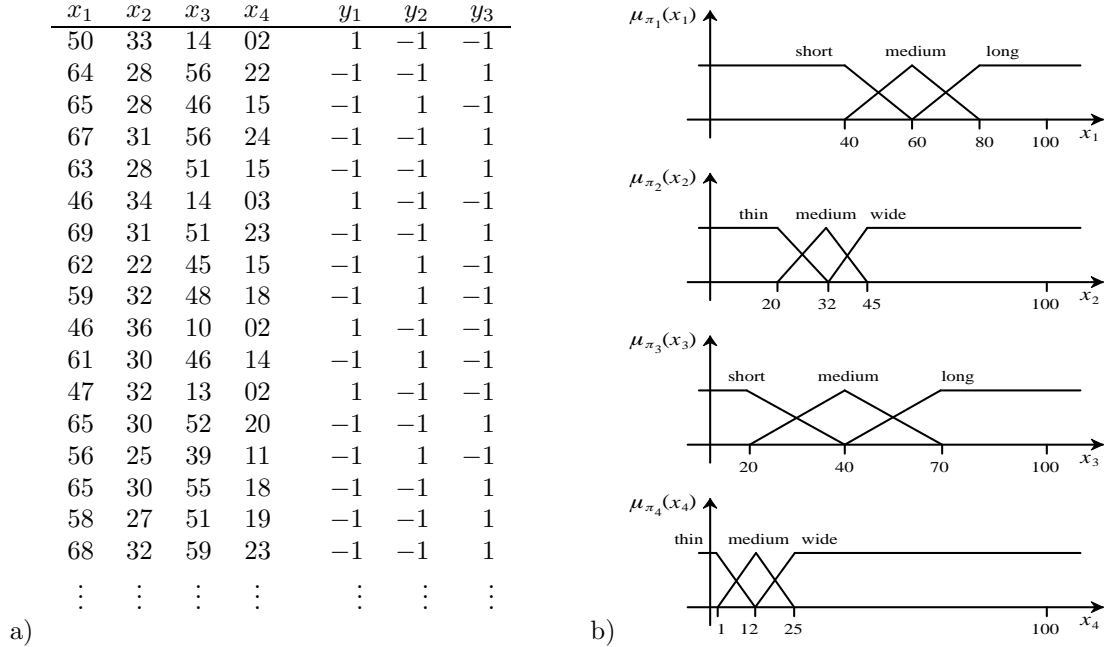 x₁ x₂ x₃ x₄ y₁ y₂ y₃
50 33 14 02 1 −1 −1
64 28 56 22 −1 −1 1
65 28 46 15 −1 1 −1
67 31 56 24 −1 −1 1
63 28 51 15 −1 −1 1
46 34 14 03 1 −1 −1
69 31 51 23 −1 −1 1
62 22 45 15 −1 1 −1
59 32 48 18 −1 1 −1
46 36 10 02 1 −1 −1
61 30 46 14 −1 1 −1
47 32 13 02 1 −1 −1
65 30 52 20 −1 −1 1
56 25 39 11 −1 1 −1
65 30 55 18 −1 −1 1
58 27 51 19 −1 −1 1
68 32 59 23 −1 −1 1
⋮ ⋮ ⋮ ⋮ ⋮ ⋮ ⋮
a)
μπ₁(x₁)
short medium long
40 60 80 100 x₁
μπ₂(x₂)
thin medium wide
20 32 45 100 x₂
μπ₃(x₃)
short medium long
20 40 70 100 x₃
μπ₄(x₄)
thin medium wide
1 12 25 100 x₄
b)